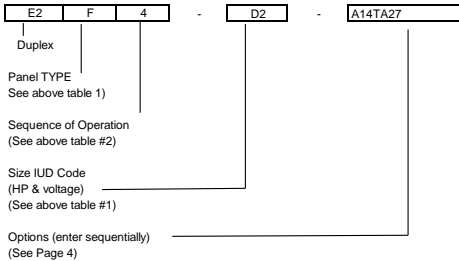 E2 F 4 - D2 - A14TA27
Duplex
Panel TYPE
See above table 1)
Sequence of Operation
(See above table #2)
Size IUD Code
(HP & voltage)
(See above table #1)
Options (enter sequentially)
(See Page 4)